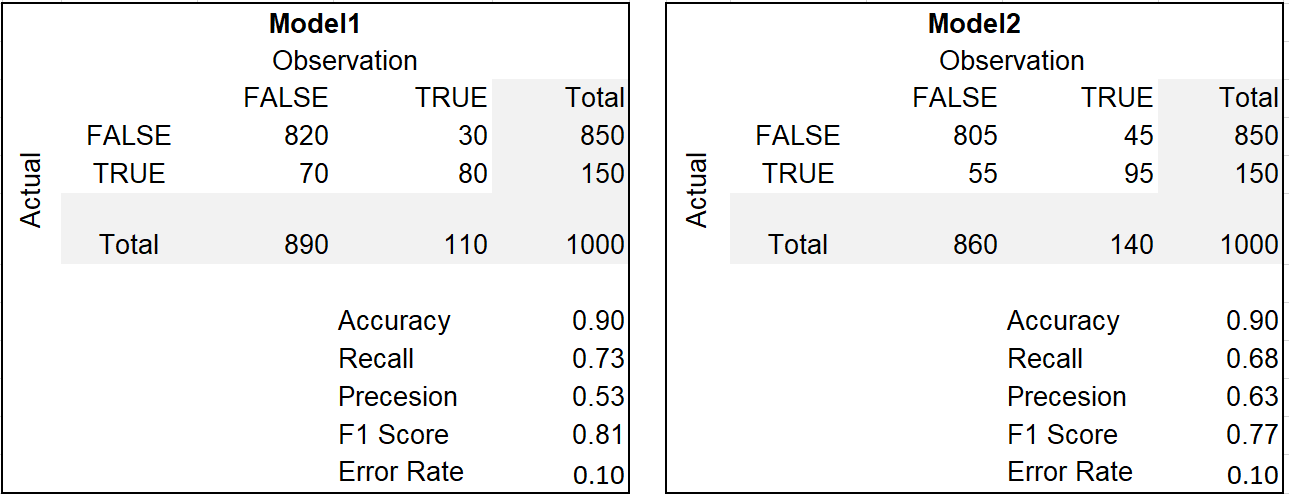 Model1
Observation
FALSE TRUE Total
Actual
FALSE 820 30 850
TRUE 70 80 150
Total 890 110 1000
Accuracy 0.90
Recall 0.73
Precesion 0.53
F1 Score 0.81
Error Rate 0.10
Model2
Observation
FALSE TRUE Total
Actual
FALSE 805 45 850
TRUE 55 95 150
Total 860 140 1000
Accuracy 0.90
Recall 0.68
Precesion 0.63
F1 Score 0.77
Error Rate 0.10